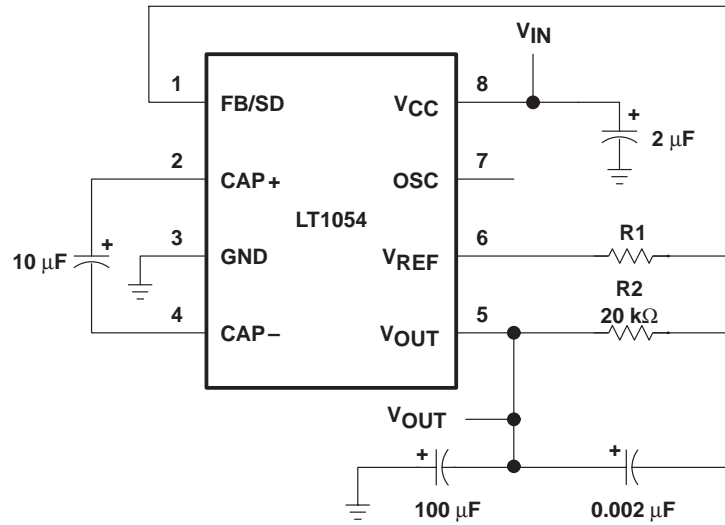 V_IN
1
FB/SD
V_CC
8
+
2 μF
2
CAP+
OSC
7
LT1054
10 μF
+
3
GND
V_REF
6
R1
4
CAP−
V_OUT
5
R2
20 kΩ
V_OUT
+
100 μF
+
0.002 μF